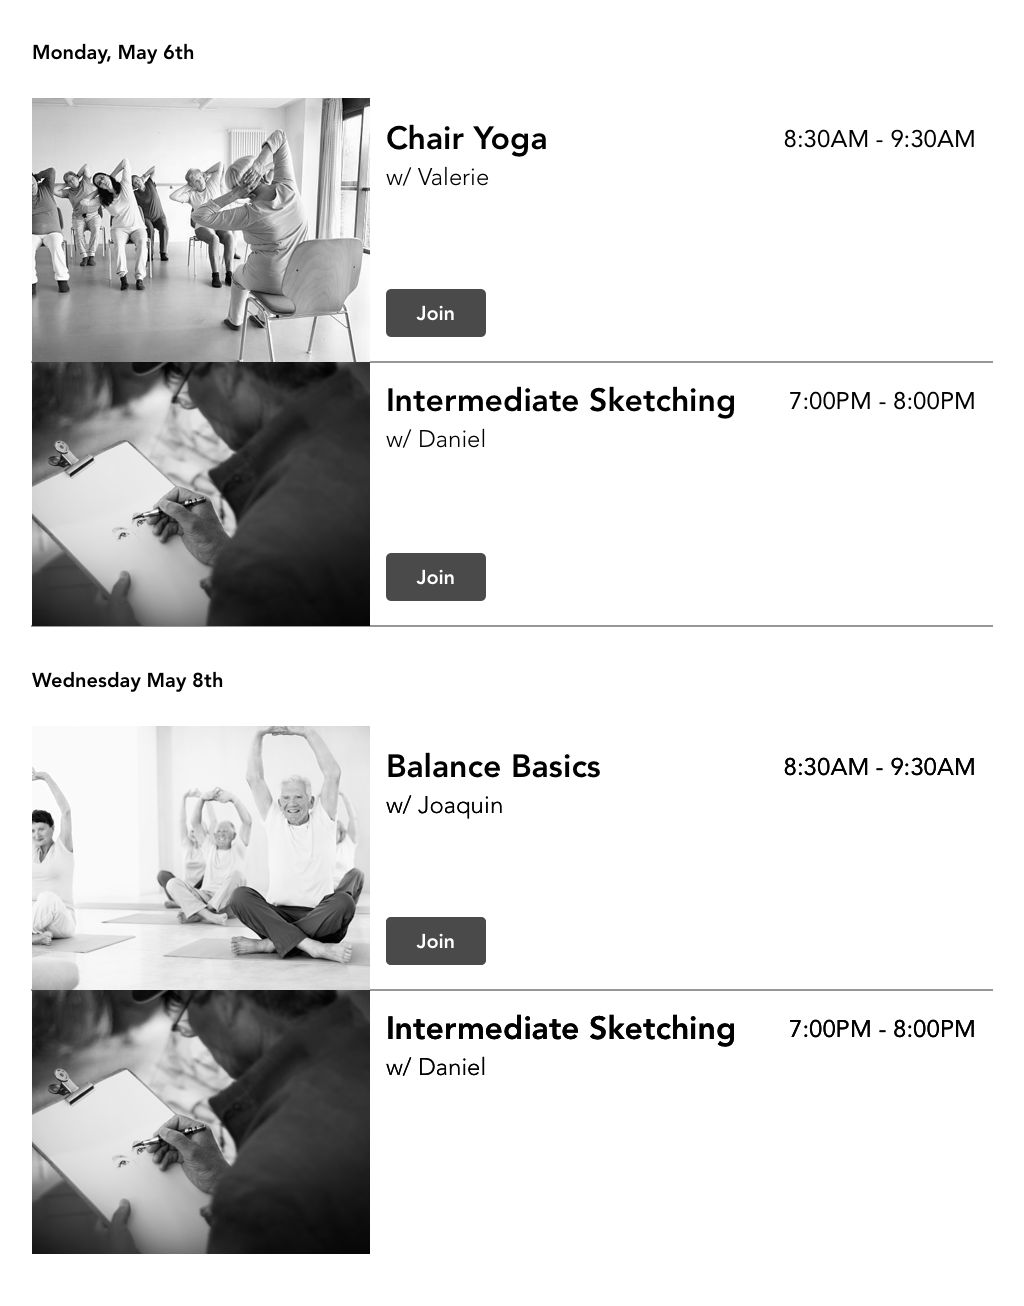 Monday, May 6th
Chair Yoga 8:30AM - 9:30AM
w/ Valerie
Join
Intermediate Sketching 7:00PM - 8:00PM
w/ Daniel
Join
Wednesday May 8th
Balance Basics 8:30AM - 9:30AM
w/ Joaquin
Join
Intermediate Sketching 7:00PM - 8:00PM
w/ Daniel